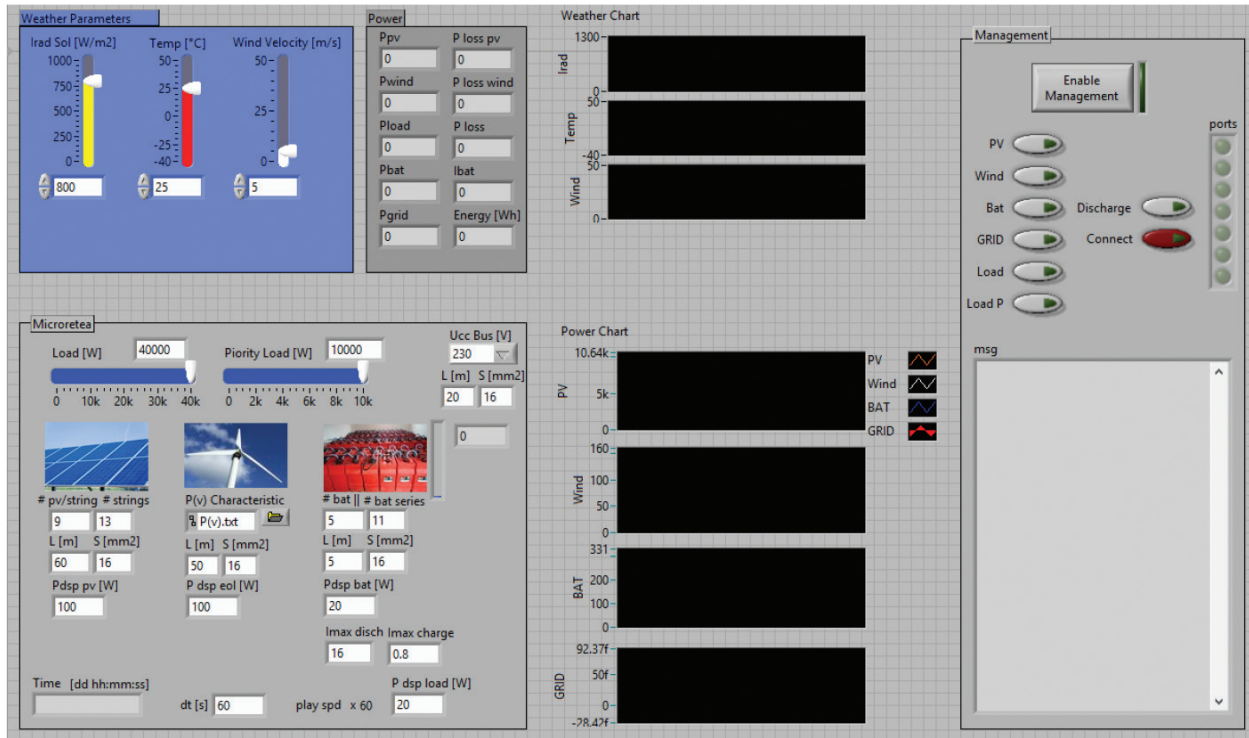 Weather Parameters
Irad Sol [W/m2] Temp [°C] Wind Velocity [m/s]
1000 50 50
750 25
500 0 25
250 -25
0 -40 0
800 25 5
Power
Ppv P loss pv
0 0
Pwind P loss wind
0 0
Pload P loss
0 0
Pbat Ibat
0 0
Pgrid Energy [Wh]
0 0
Weather Chart
1300
Irad
0
50
Temp
-40
50
Wind
0
Management
Enable
Management
ports
PV
Wind
Bat Discharge
GRID Connect
Load
Load P
msg
Microretea
Load [W] 40000 Piority Load [W] 10000
0 10k 20k 30k 40k 0 2k 4k 6k 8k 10k
Ucc Bus [V]
230
L [m] S [mm2]
20 16
0
# pv/string # strings
9 13
L [m] S [mm2]
60 16
Pdsp pv [W]
100
P(v) Characteristic
P(v).txt
L [m] S [mm2]
50 16
P dsp eol [W]
100
# bat || # bat series
5 11
L [m] S [mm2]
5 16
Pdsp bat [W]
20
Imax disch Imax charge
16 0.8
Time [dd hh:mm:ss]
dt [s] 60 play spd x 60
P dsp load [W]
20
Power Chart
10.64k
PV
5k
0
160
Wind
100
50
0
331
BAT
200
100
0
92.37f
GRID
50f
0
-28.42f
PV
Wind
BAT
GRID